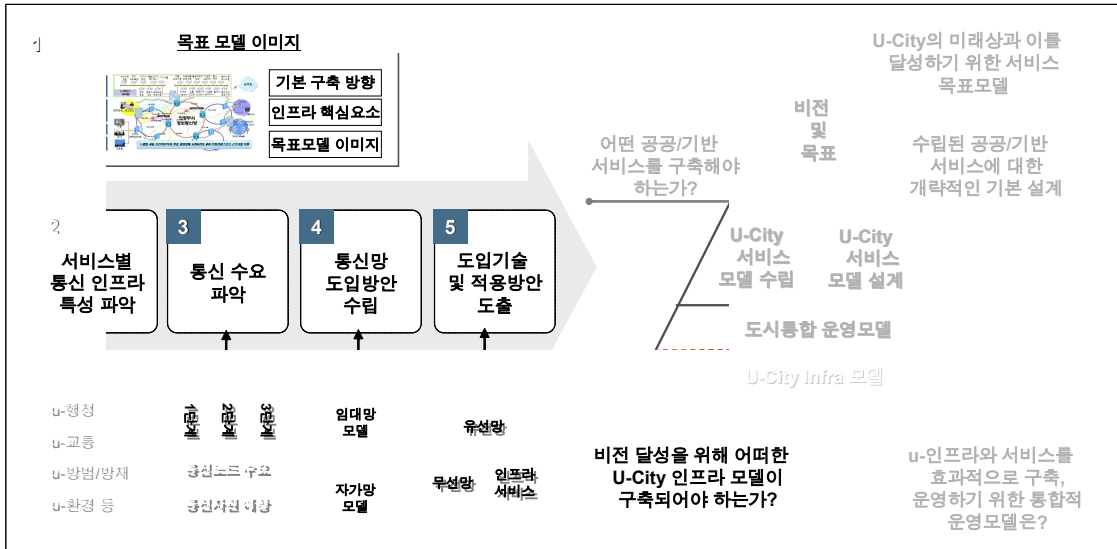 1
목표 모델 이미지
기본 구축 방향
인프라 핵심요소
목표모델 이미지
2
서비스별
통신 인프라
특성 파악
3
통신 수요
파악
4
통신망
도입방안
수립
5
도입기술
및 적용방안
도출
u-행정
u-교통
u-방범/방재
u-환경 등
1단계
2단계
3단계
통신노드 수요
임대망
모델
자가망
모델
유선망
무선망
인프라
서비스
U-City의 미래상과 이를
달성하기 위한 서비스
목표모델
비전
및
목표
어떤 공공/기반
서비스를 구축해야
하는가?
수립된 공공/기반
서비스에 대한
개략적인 기본 설계
U-City
서비스
모델 수립
U-City
서비스
모델 설계
도시통합 운영모델
U-City Infra 모델
비전 달성을 위해 어떠한
U-City 인프라 모델이
구축되어야 하는가?
u-인프라와 서비스를
효과적으로 구축,
운영하기 위한 통합적
운영모델은?